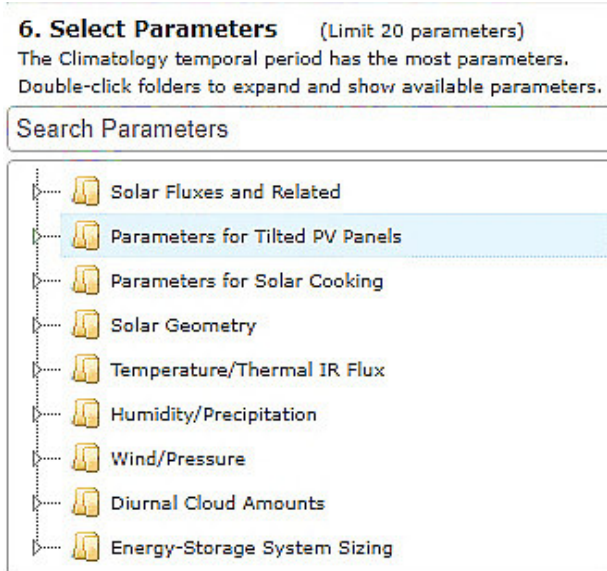 6. Select Parameters (Limit 20 parameters)
The Climatology temporal period has the most parameters.
Double-click folders to expand and show available parameters.
Search Parameters
Solar Fluxes and Related
Parameters for Tilted PV Panels
Parameters for Solar Cooking
Solar Geometry
Temperature/Thermal IR Flux
Humidity/Precipitation
Wind/Pressure
Diurnal Cloud Amounts
Energy-Storage System Sizing